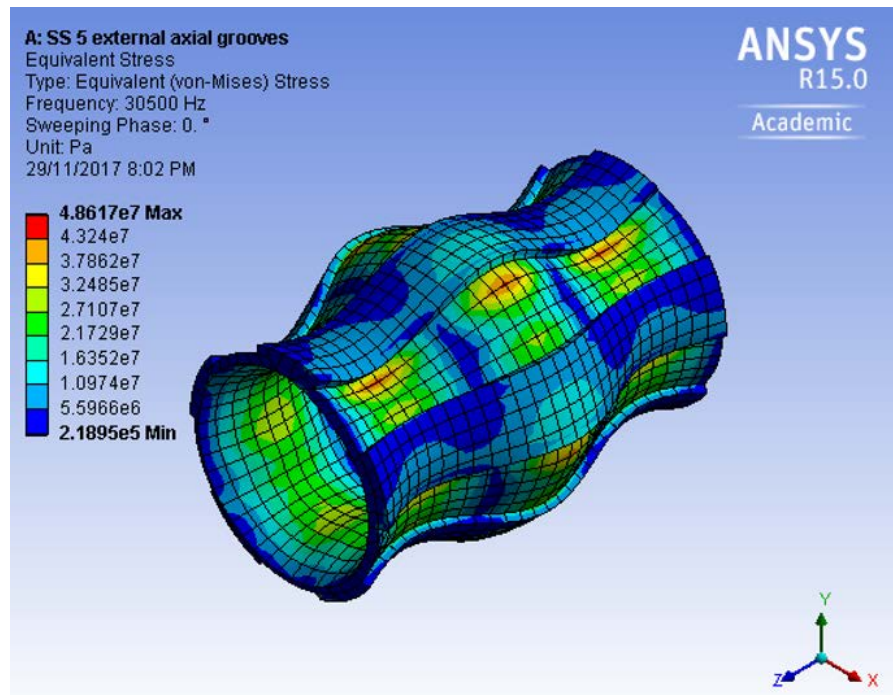 A: SS 5 external axial grooves
Equivalent Stress
Type: Equivalent (von-Mises) Stress
Frequency: 30500 Hz
Sweeping Phase: 0. °
Unit: Pa
29/11/2017 8:02 PM
4.8617e7 Max
4.324e7
3.7862e7
3.2485e7
2.7107e7
2.1729e7
1.6352e7
1.0974e7
5.5966e6
2.1895e5 Min
ANSYS
R15.0
Academic
Y
Z
X